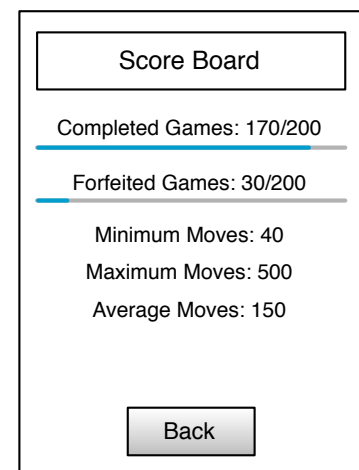 Score Board
Completed Games: 170/200
Forfeited Games: 30/200
Minimum Moves: 40
Maximum Moves: 500
Average Moves: 150
Back